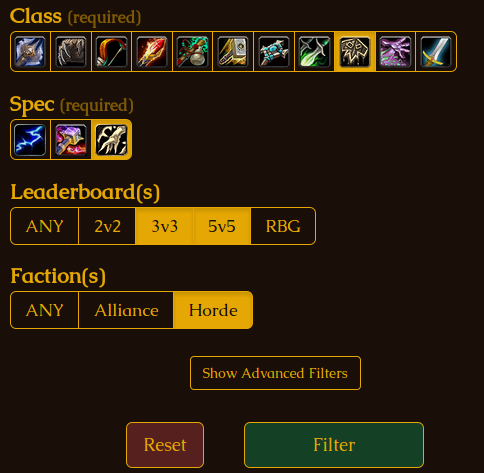 Class (required)
Spec (required)
Leaderboard(s)
ANY 2v2 3v3 5v5 RBG
Faction(s)
ANY Alliance Horde
Show Advanced Filters
Reset Filter